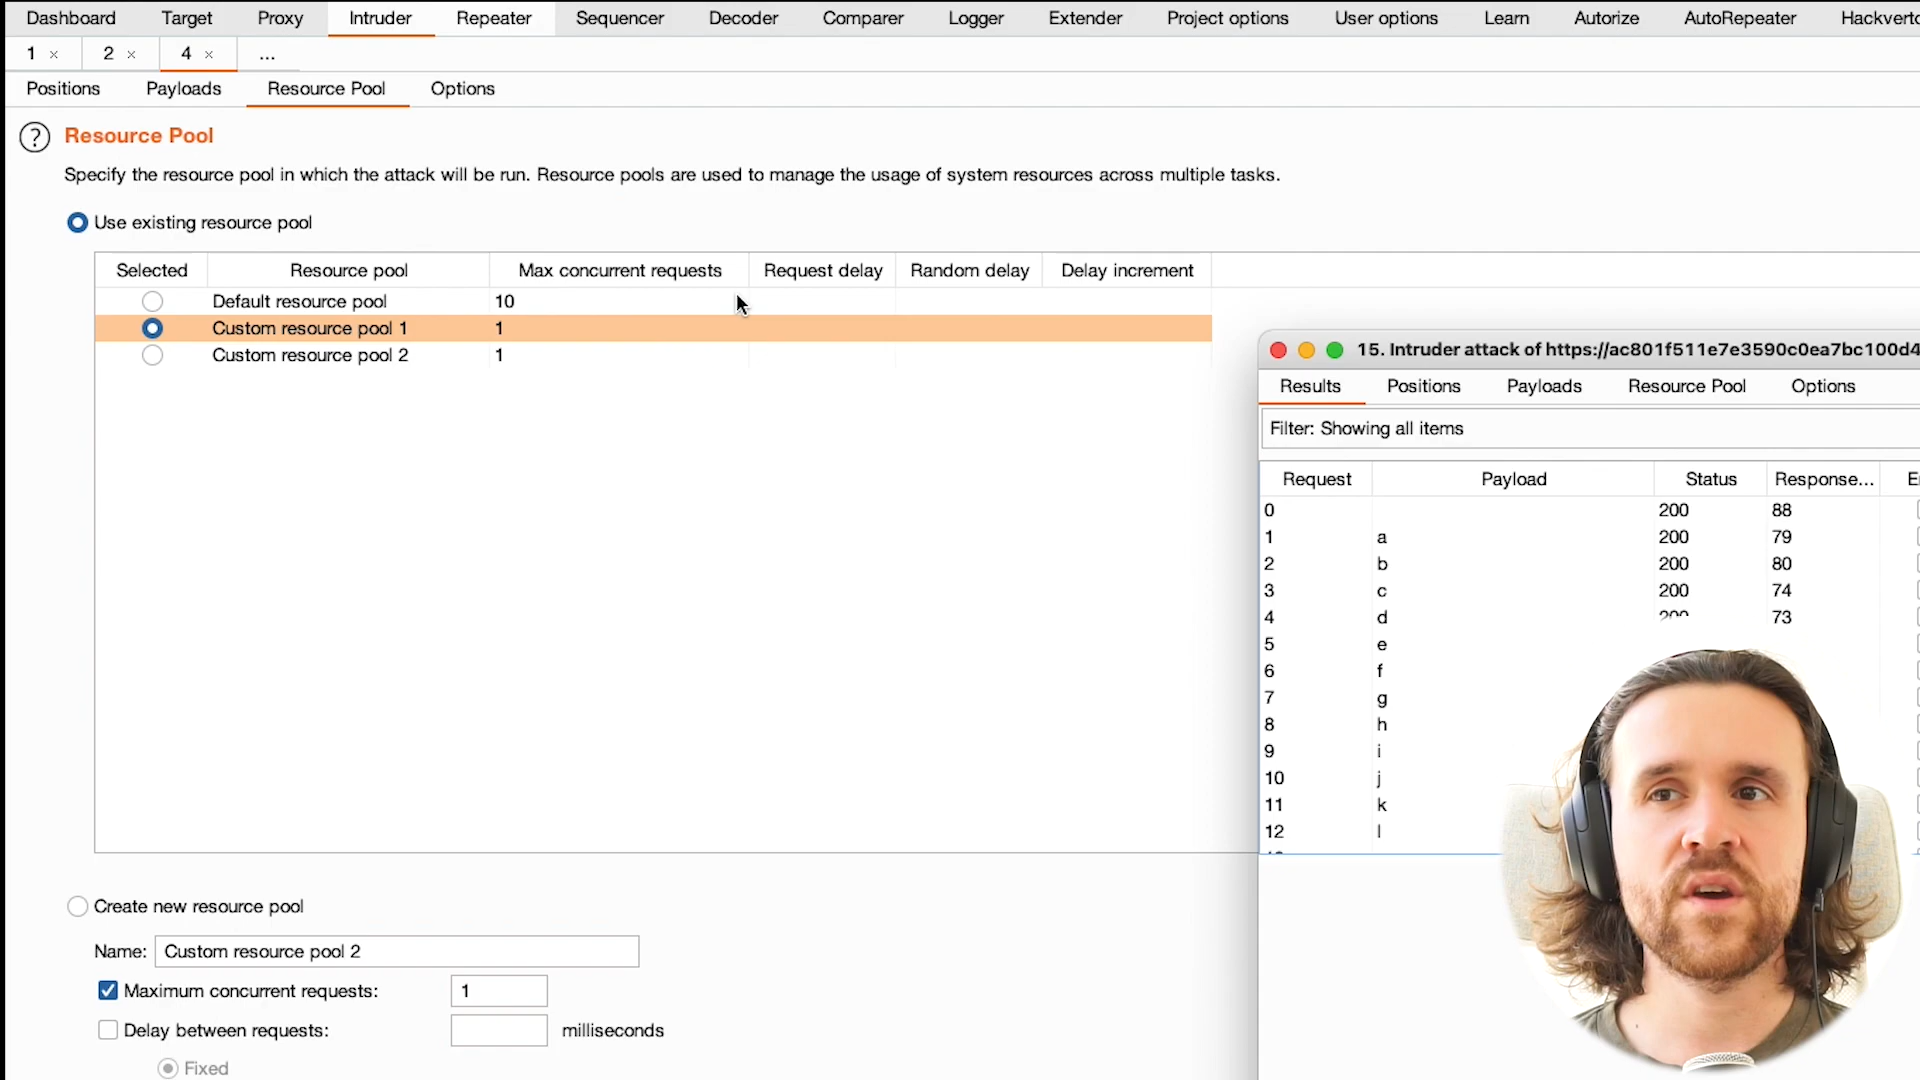 Dashboard Target Proxy Intruder Repeater Sequencer Decoder Comparer Logger Extender Project options User options Learn Autorize AutoRepeater
1 × 2 × 4 × ...
Positions Payloads Resource Pool Options
? Resource Pool
Specify the resource pool in which the attack will be run. Resource pools are used to manage the usage of system resources across multiple tasks.
Use existing resource pool
Selected Resource pool Max concurrent requests Request delay Random delay Delay increment
Default resource pool 10
Custom resource pool 1 1
Custom resource pool 2 1
Create new resource pool
Name: Custom resource pool 2
Maximum concurrent requests: 1
Delay between requests: milliseconds
Fixed
15. Intruder attack of https://ac801f511e7e3590c0ea7bc100d4
Results Positions Payloads Resource Pool Options
Filter: Showing all items
Request Payload Status Response...
0 200 88
1 a 200 79
2 b 200 80
3 c 200 74
4 d 200 73
5 e
6 f
7 g
8 h
9 i
10 j
11 k
12 l